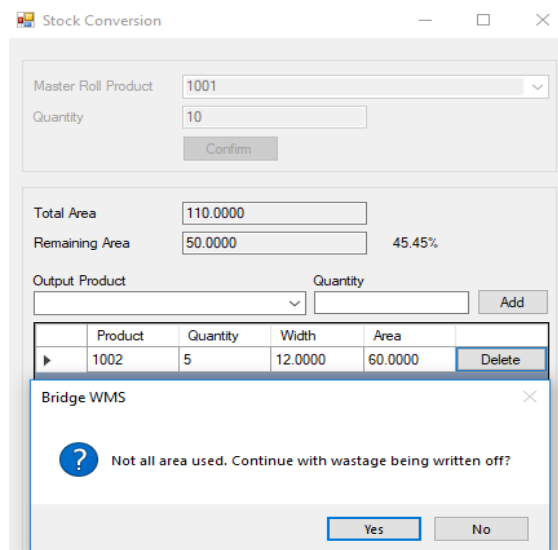 Stock Conversion
Master Roll Product 1001
Quantity 10
Confirm
Total Area 110.0000
Remaining Area 50.0000 45.45%
Output Product Quantity
Add
Product Quantity Width Area
1002 5 12.0000 60.0000 Delete
Bridge WMS
Not all area used. Continue with wastage being written off?
Yes No